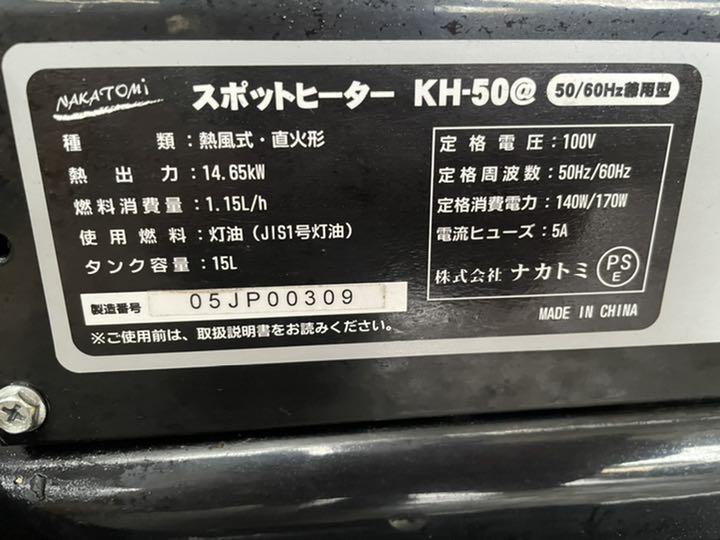 NAKATOMI スポットヒーター KH-50@ 50/60Hz兼用型
種類：熱風式・直火形
熱出力：14.65kW
燃料消費量：1.15L/h
使用燃料：灯油（JIS1号灯油）
タンク容量：15L
製造番号 05JP00309
※ご使用前は、取扱説明書をお読みください。
定格電圧：100V
定格周波数：50Hz/60Hz
定格消費電力：140W/170W
電流ヒューズ：5A
株式会社 ナカトミ PS E
MADE IN CHINA